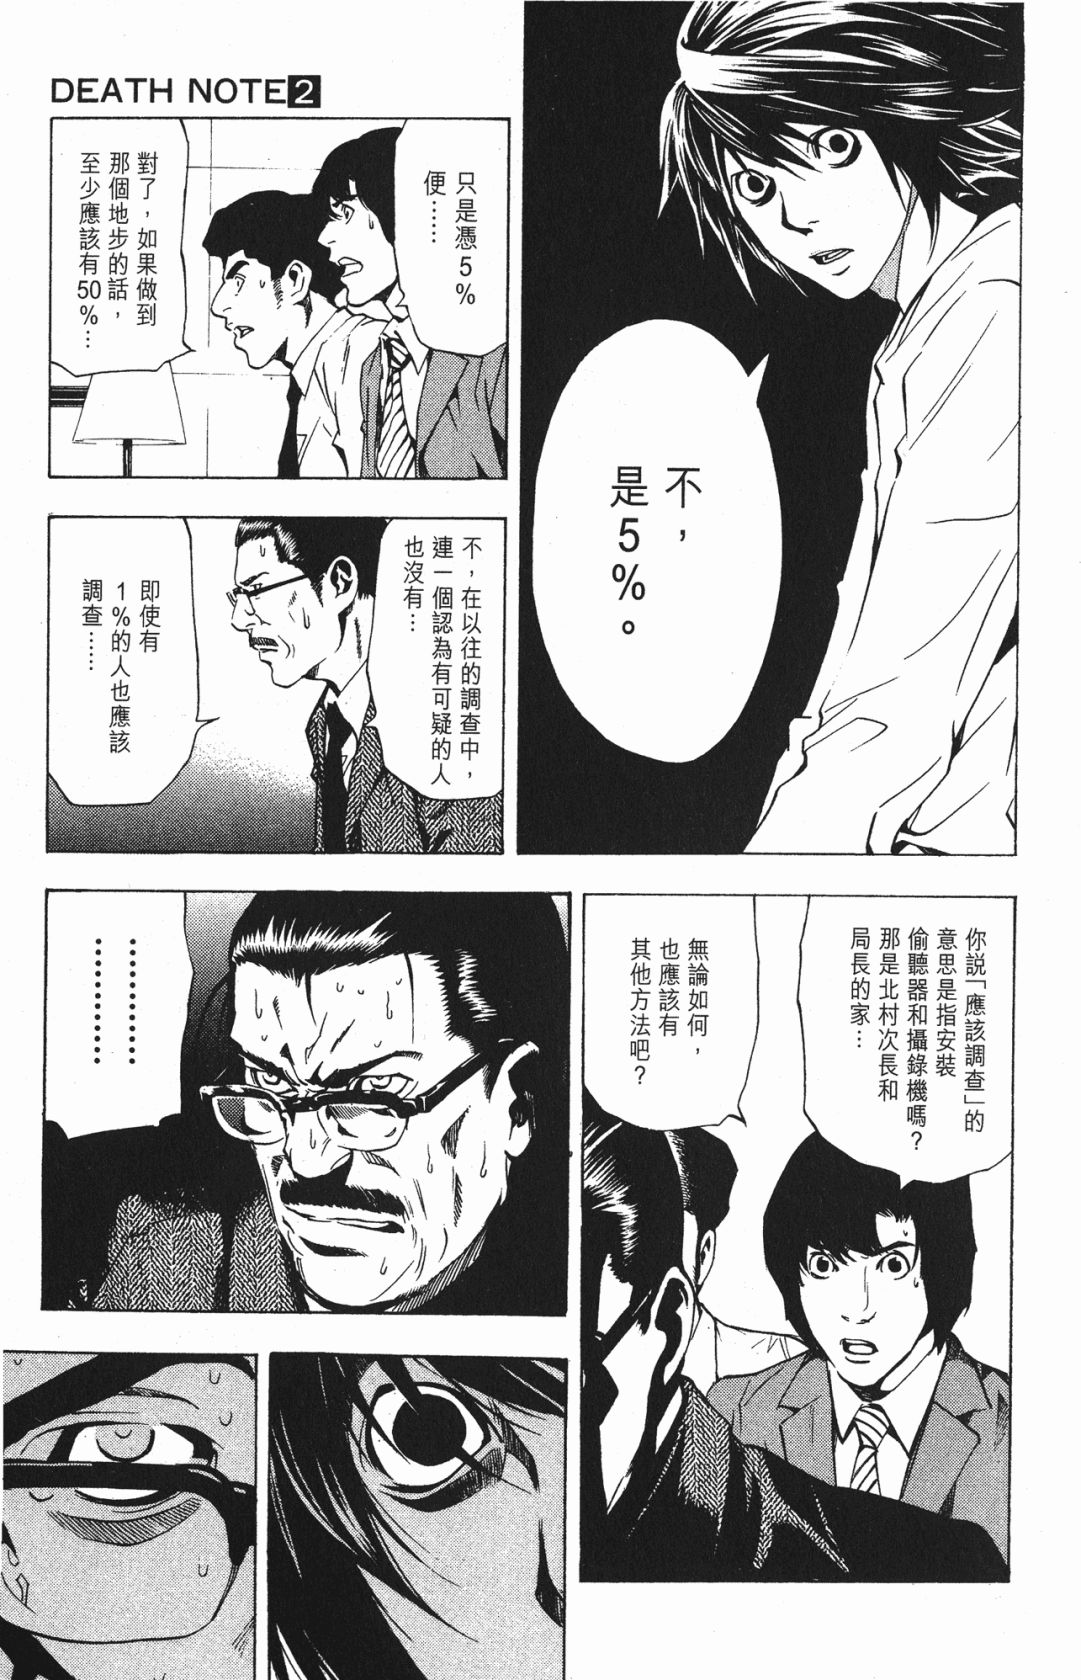 DEATH NOTE 2
不，
是5%。
只是憑5%
便……
對了，如果做到
那個地步的話，
至少應該有50%…
不，在以往的調查中，
連一個認為有可疑的人
也沒有…
即使有
1%的人也應該
調查……
你說「應該調查」的
意思是指安裝
偷聽器和攝錄機嗎？
那是北村次長和
局長的家…
無論如何，
也應該有
其他方法吧？
………
………